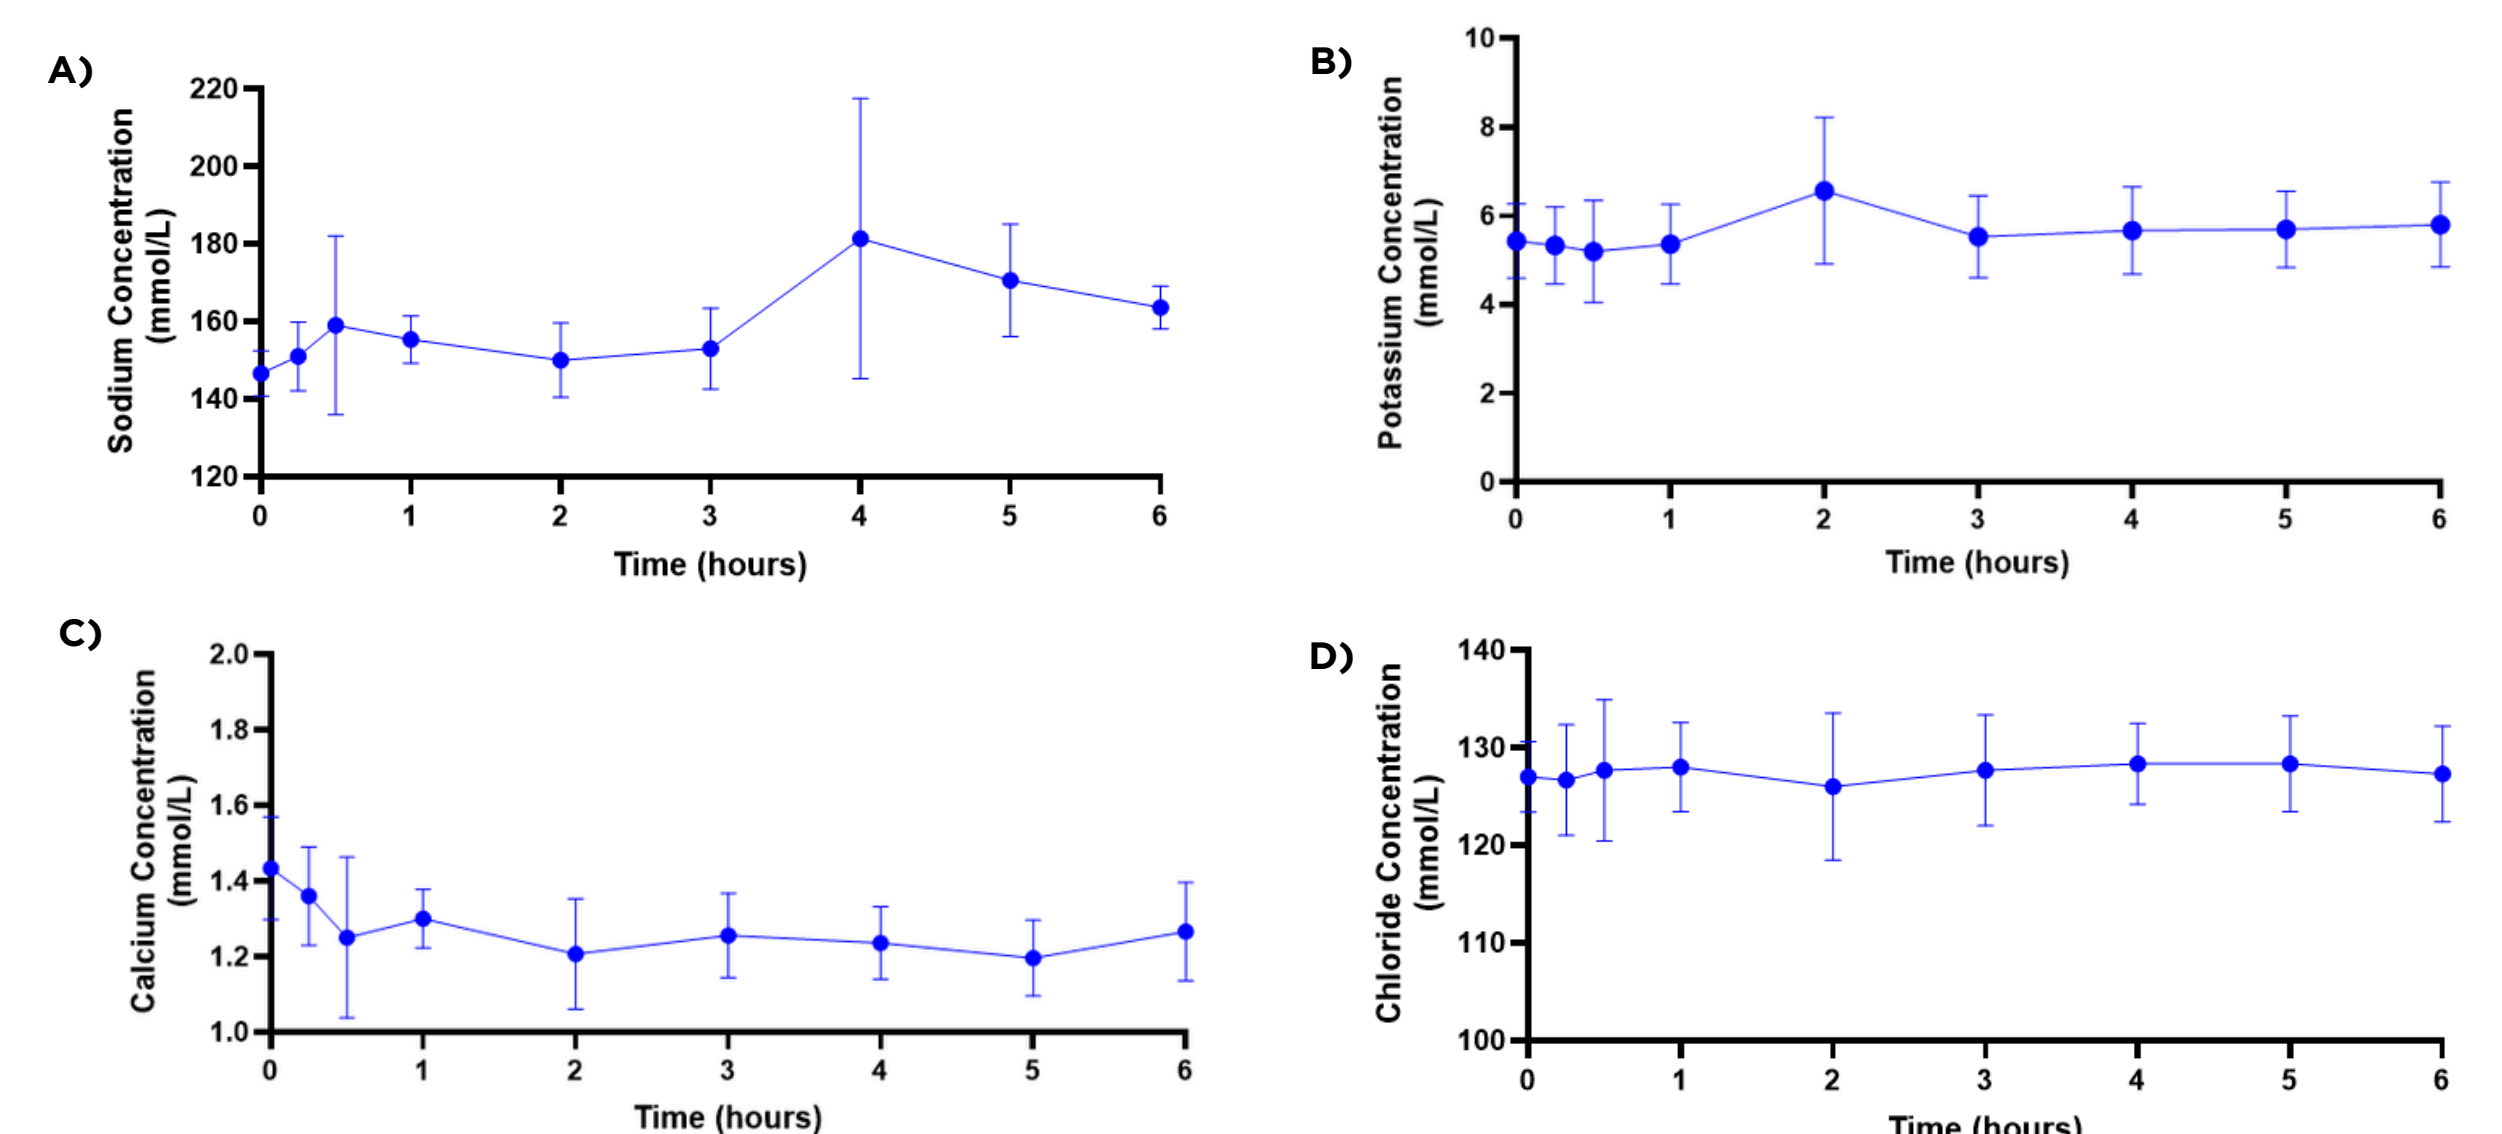 A)
Sodium Concentration
(mmol/L)
220
200
180
160
140
120
0 1 2 3 4 5 6
Time (hours)
B)
Potassium Concentration
(mmol/L)
10
8
6
4
2
0
0 1 2 3 4 5 6
Time (hours)
C)
Calcium Concentration
(mmol/L)
2.0
1.8
1.6
1.4
1.2
1.0
0 1 2 3 4 5 6
Time (hours)
D)
Chloride Concentration
(mmol/L)
140
130
120
110
100
0 1 2 3 4 5 6
Time (hours)